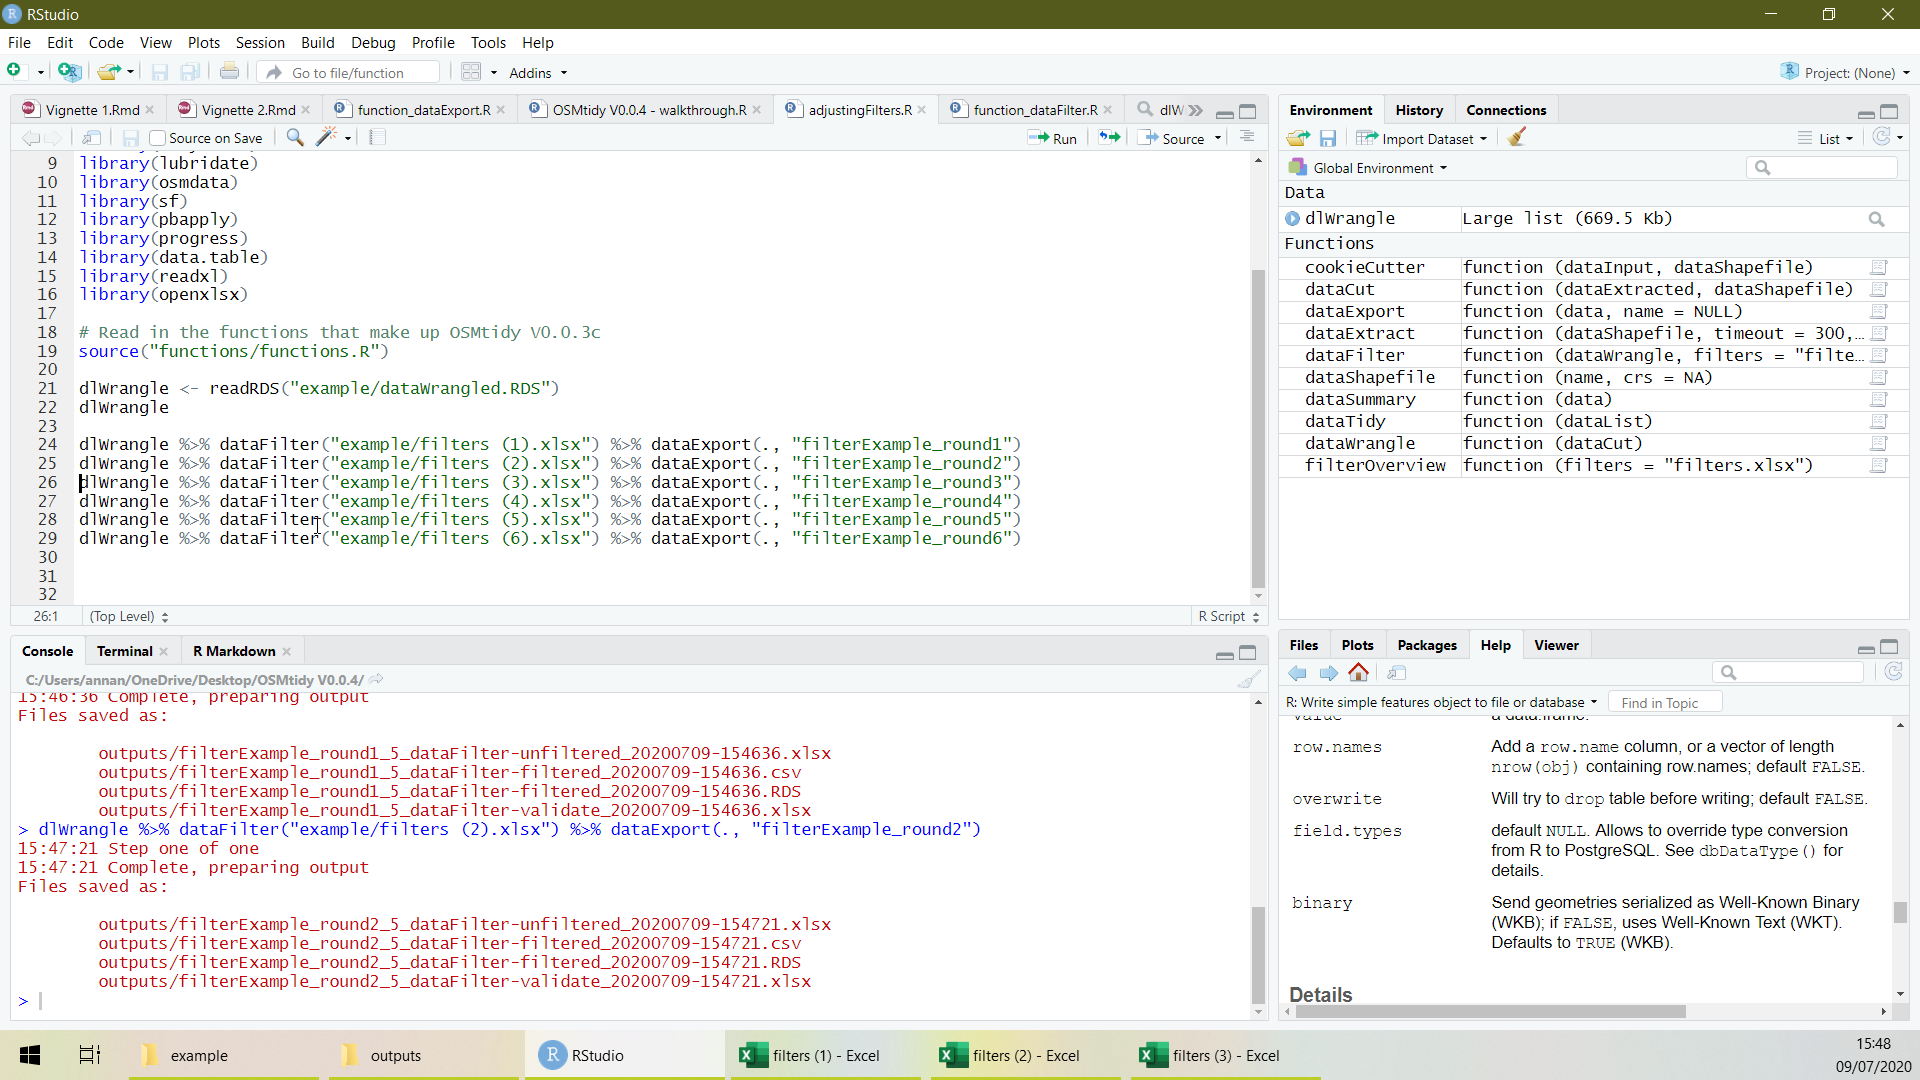 RStudio
File Edit Code View Plots Session Build Debug Profile Tools Help
Go to file/function Addins Project: (None)
Vignette 1.Rmd Vignette 2.Rmd function_dataExport.R OSMtidy V0.0.4 - walkthrough.R adjustingFilters.R function_dataFilter.R dlW
Source on Save Run Source
9 library(lubridate)
10 library(osmdata)
11 library(sf)
12 library(pbapply)
13 library(progress)
14 library(data.table)
15 library(readxl)
16 library(openxlsx)
17
18 # Read in the functions that make up OSMtidy V0.0.3c
19 source("functions/functions.R")
20
21 dlWrangle <- readRDS("example/dataWrangled.RDS")
22 dlWrangle
23
24 dlWrangle %>% dataFilter("example/filters (1).xlsx") %>% dataExport(., "filterExample_round1")
25 dlWrangle %>% dataFilter("example/filters (2).xlsx") %>% dataExport(., "filterExample_round2")
26 dlWrangle %>% dataFilter("example/filters (3).xlsx") %>% dataExport(., "filterExample_round3")
27 dlWrangle %>% dataFilter("example/filters (4).xlsx") %>% dataExport(., "filterExample_round4")
28 dlWrangle %>% dataFilter("example/filters (5).xlsx") %>% dataExport(., "filterExample_round5")
29 dlWrangle %>% dataFilter("example/filters (6).xlsx") %>% dataExport(., "filterExample_round6")
30
31
32
26:1 (Top Level) R Script
Console Terminal R Markdown
C:/Users/annan/OneDrive/Desktop/OSMtidy V0.0.4/
15:46:36 Complete, preparing output
Files saved as:
outputs/filterExample_round1_5_dataFilter-unfiltered_20200709-154636.xlsx
outputs/filterExample_round1_5_dataFilter-filtered_20200709-154636.csv
outputs/filterExample_round1_5_dataFilter-filtered_20200709-154636.RDS
outputs/filterExample_round1_5_dataFilter-validate_20200709-154636.xlsx
> dlWrangle %>% dataFilter("example/filters (2).xlsx") %>% dataExport(., "filterExample_round2")
15:47:21 Step one of one
15:47:21 Complete, preparing output
Files saved as:
outputs/filterExample_round2_5_dataFilter-unfiltered_20200709-154721.xlsx
outputs/filterExample_round2_5_dataFilter-filtered_20200709-154721.csv
outputs/filterExample_round2_5_dataFilter-filtered_20200709-154721.RDS
outputs/filterExample_round2_5_dataFilter-validate_20200709-154721.xlsx
>
Environment History Connections
Import Dataset List
Global Environment
Data
dlWrangle Large list (669.5 Kb)
Functions
cookieCutter function (dataInput, dataShapefile)
dataCut function (dataExtracted, dataShapefile)
dataExport function (data, name = NULL)
dataExtract function (dataShapefile, timeout = 300,…
dataFilter function (dataWrangle, filters = "filte…
dataShapefile function (name, crs = NA)
dataSummary function (data)
dataTidy function (dataList)
dataWrangle function (dataCut)
filterOverview function (filters = "filters.xlsx")
Files Plots Packages Help Viewer
R: Write simple features object to file or database Find in Topic
value a data.frame.
row.names Add a row.name column, or a vector of length
nrow(obj) containing row.names; default FALSE.
overwrite Will try to drop table before writing; default FALSE.
field.types default NULL. Allows to override type conversion
from R to PostgreSQL. See dbDataType() for
details.
binary Send geometries serialized as Well-Known Binary
(WKB); if FALSE, uses Well-Known Text (WKT).
Defaults to TRUE (WKB).
Details
example outputs RStudio filters (1) - Excel filters (2) - Excel filters (3) - Excel
15:48
09/07/2020